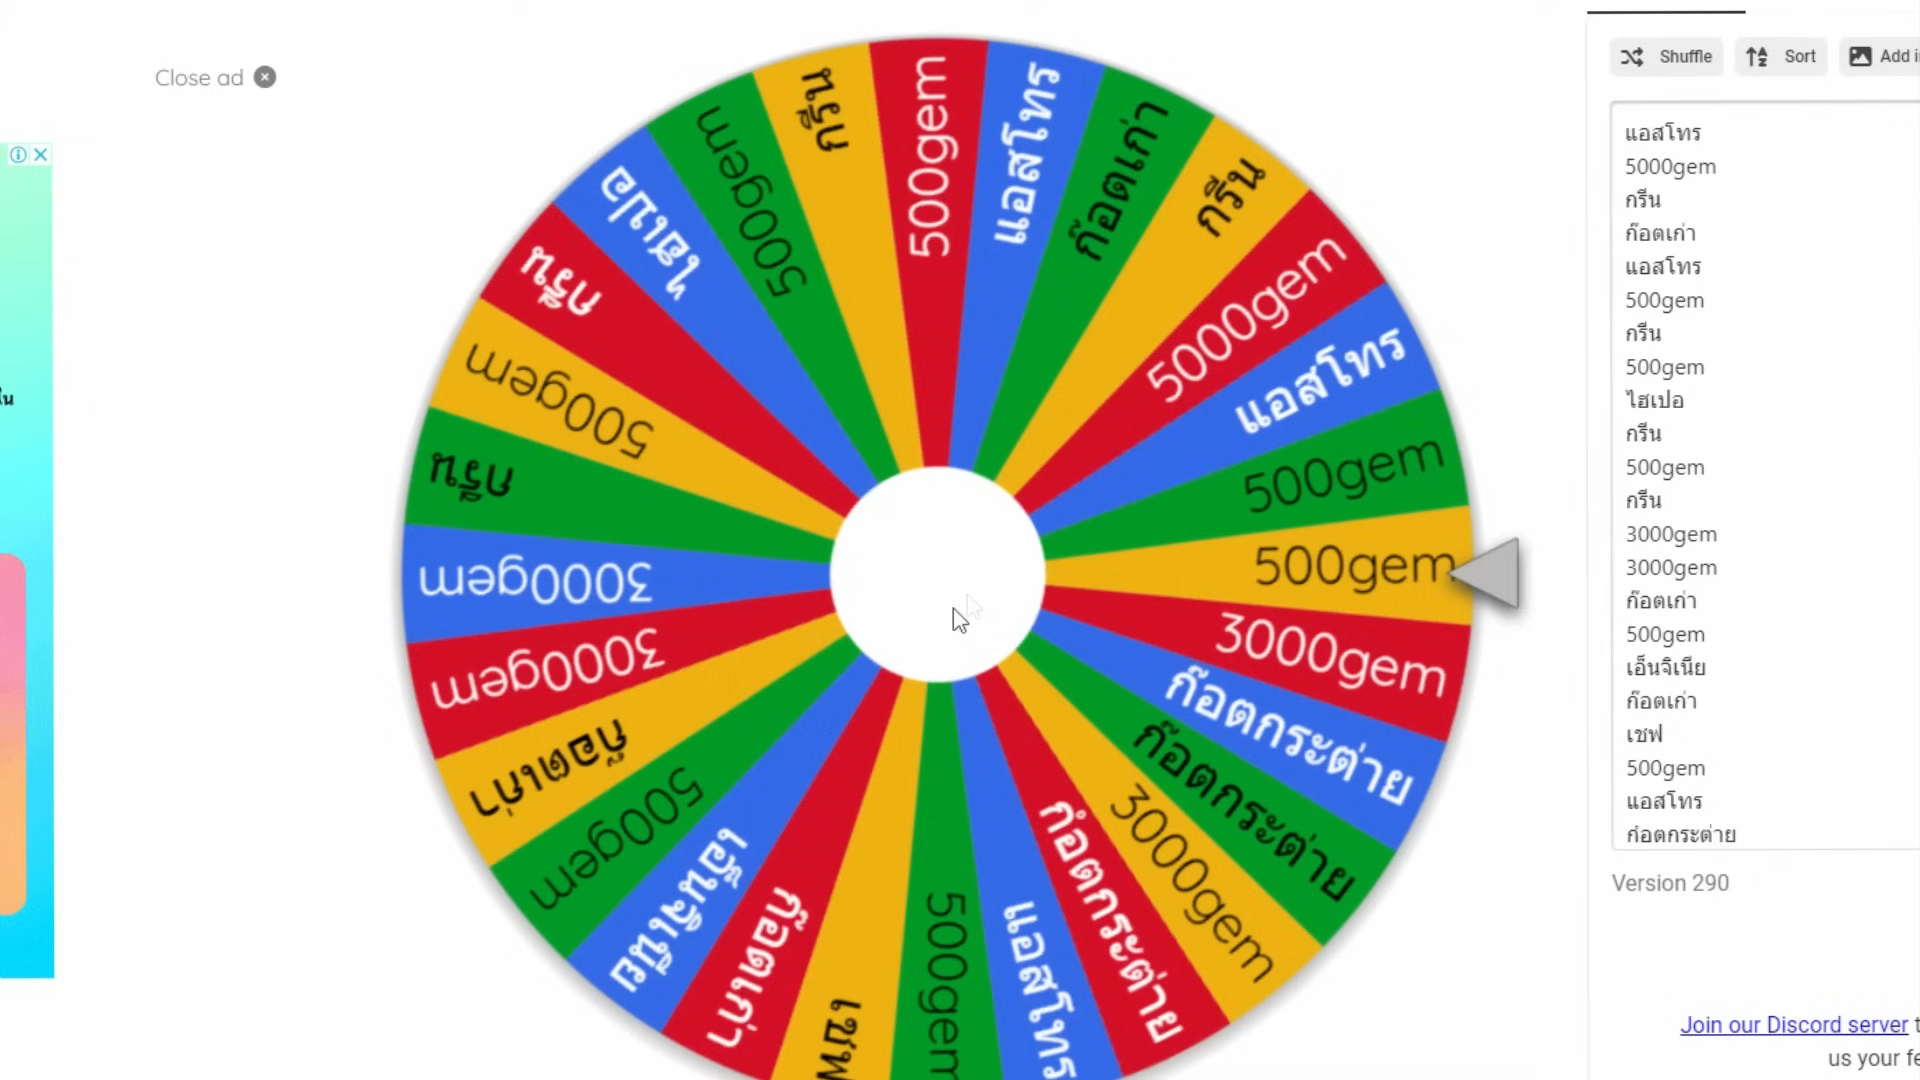 Close ad
Shuffle
Sort
500gem
แอสโทร
ก๊อตเก่า
กรีน
5000gem
แอสโทร
500gem
500gem
3000gem
ก๊อตกระต่าย
ก๊อตกระต่าย
3000gem
ก๋อตกระต่าย
แอสโทร
500gem
เชฟ
ก๊อตเก่า
เอ็นจิเนีย
500gem
ก๊อตเก่า
3000gem
3000gem
กรีน
500gem
กรีน
ไฮเปอ
500gem
กรีน
แอสโทร
5000gem
กรีน
ก๊อตเก่า
แอสโทร
500gem
กรีน
500gem
ไฮเปอ
กรีน
500gem
กรีน
3000gem
3000gem
ก๊อตเก่า
500gem
เอ็นจิเนีย
ก๊อตเก่า
เชฟ
500gem
แอสโทร
ก๋อตกระต่าย
Version 290
Join our Discord server t
us your fe